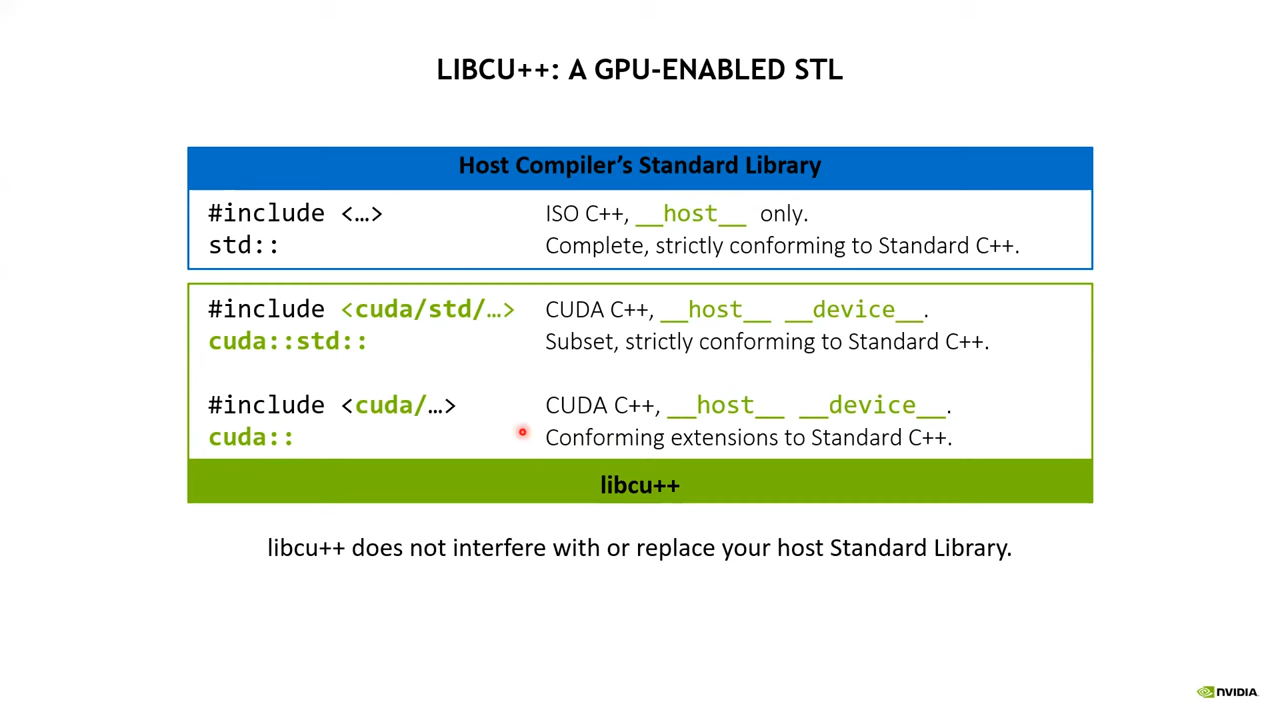 LIBCU++: A GPU-ENABLED STL
Host Compiler’s Standard Library
#include <…> ISO C++, __host__ only.
std:: Complete, strictly conforming to Standard C++.
#include <cuda/std/…> CUDA C++, __host__ __device__.
cuda::std:: Subset, strictly conforming to Standard C++.
#include <cuda/…> CUDA C++, __host__ __device__.
cuda:: Conforming extensions to Standard C++.
libcu++
libcu++ does not interfere with or replace your host Standard Library.
NVIDIA.